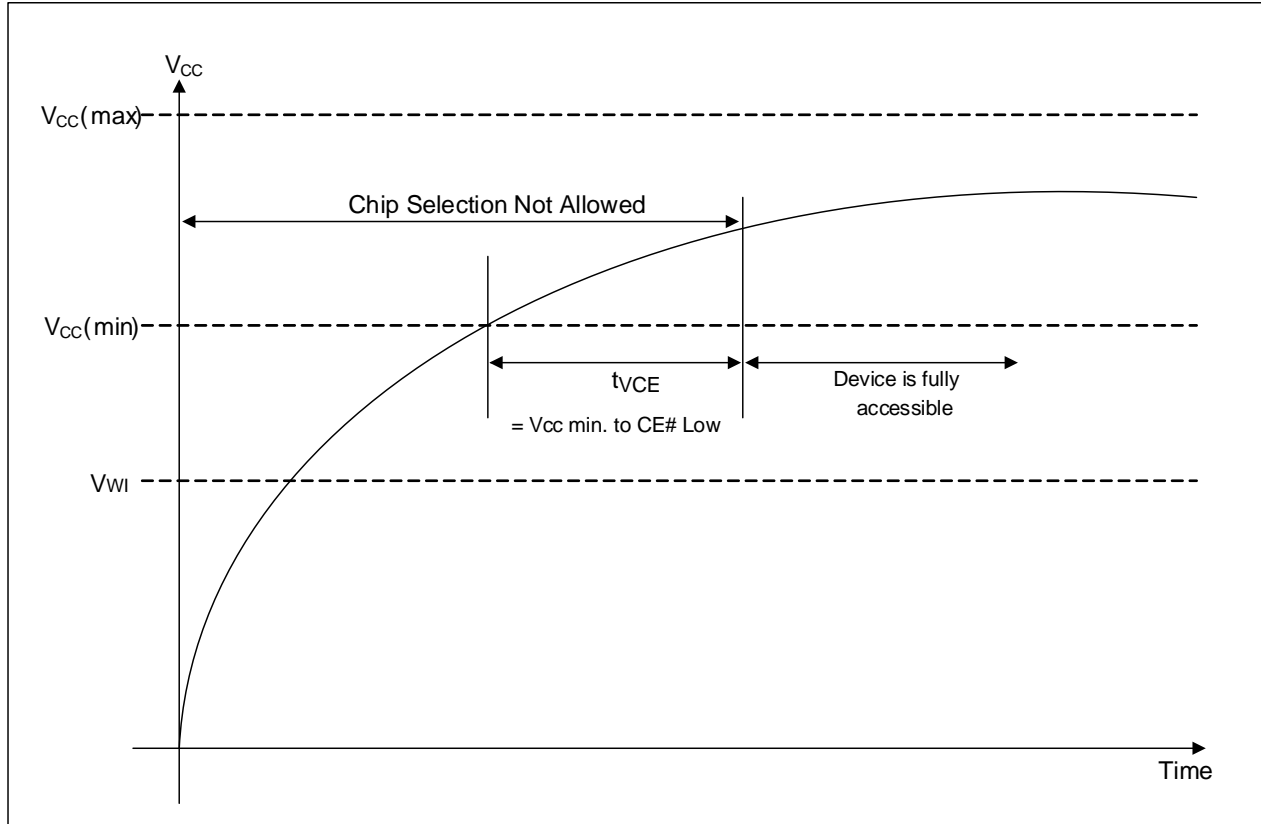 VCC
VCC(max)
Chip Selection Not Allowed
VCC(min)
tVCE
= Vcc min. to CE# Low
Device is fully
accessible
VWI
Time